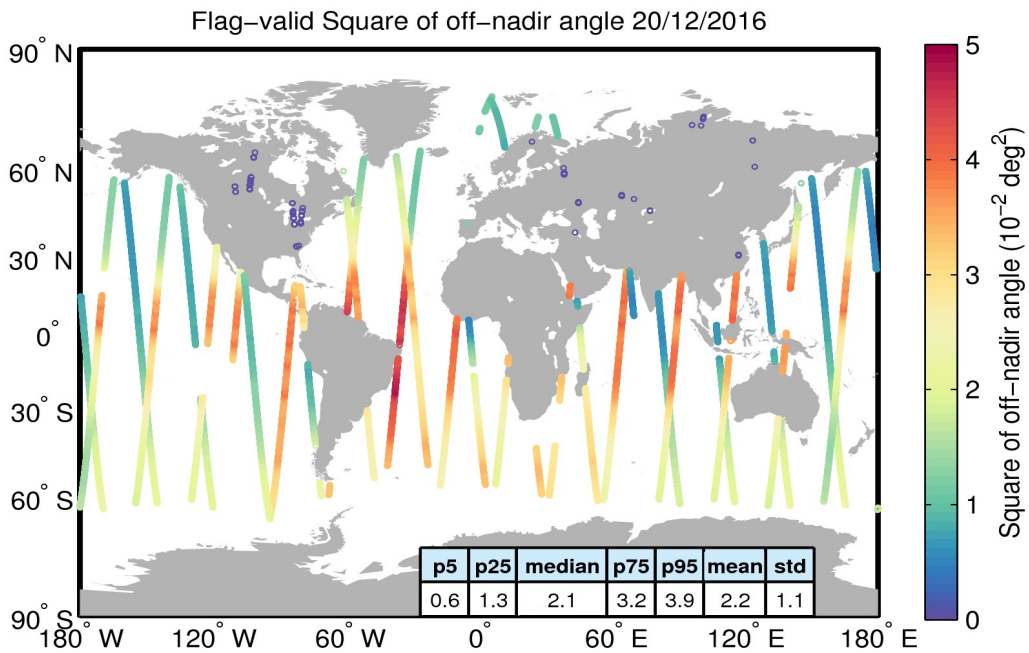 Flag−valid Square of off−nadir angle 20/12/2016
90° N
60° N
30° N
0°
30° S
60° S
90° S
180° W
120° W
60° W
0°
60° E
120° E
180° E
p5 p25 median p75 p95 mean std
0.6 1.3 2.1 3.2 3.9 2.2 1.1
5
4
3
2
1
0
Square of off−nadir angle (10⁻² deg²)